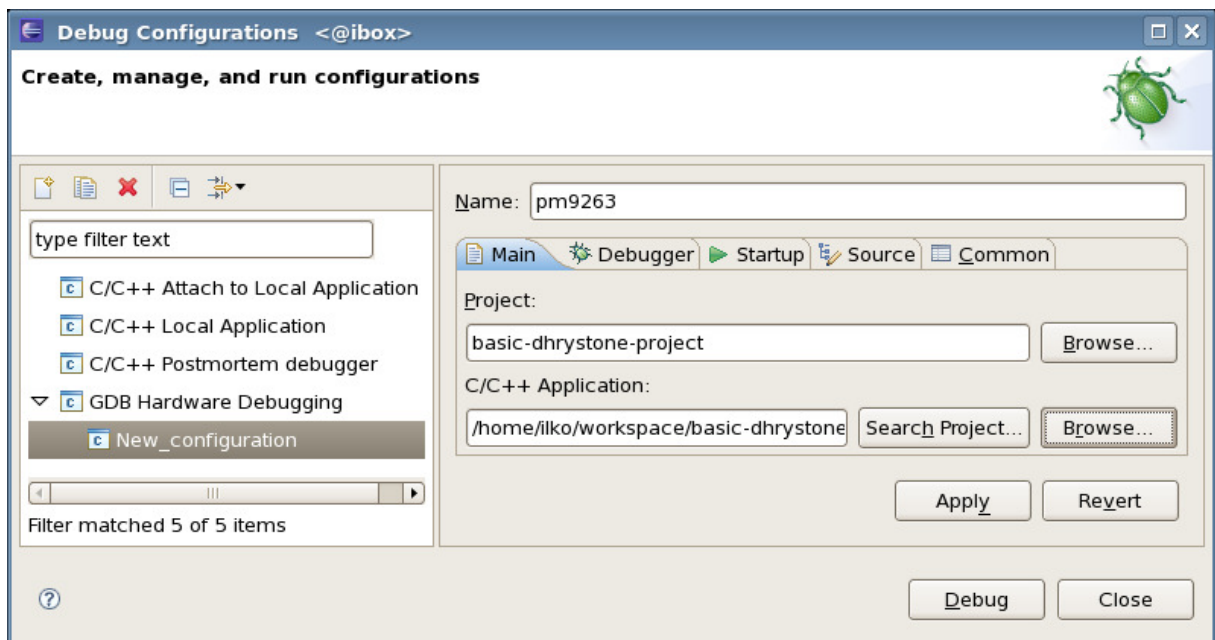 Debug Configurations <@ibox>
Create, manage, and run configurations
type filter text
C/C++ Attach to Local Application
C/C++ Local Application
C/C++ Postmortem debugger
GDB Hardware Debugging
New_configuration
Filter matched 5 of 5 items
Name: pm9263
Main Debugger Startup Source Common
Project:
basic-dhrystone-project Browse...
C/C++ Application:
/home/ilko/workspace/basic-dhrystone Search Project... Browse...
Apply Revert
Debug Close